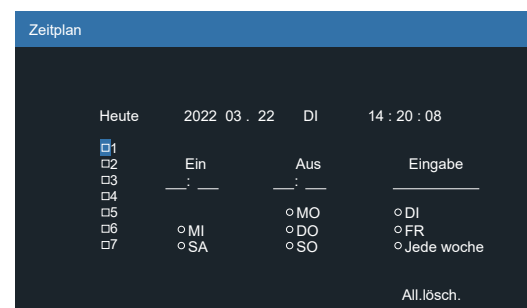 Zeitplan
Heute 2022 03 . 22 DI 14 : 20 : 08
1
2 Ein Aus Eingabe
3 __: __ __: __ ________
4
5 MO DI
6 MI DO FR
7 SA SO Jede woche
All.lösch.